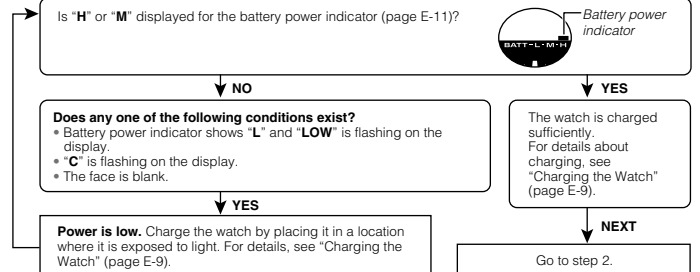 Is “H” or “M” displayed for the battery power indicator (page E-11)?
Battery power
indicator
BATT-L-M-H
NO
YES
Does any one of the following conditions exist?
• Battery power indicator shows “L” and “LOW” is flashing on the
display.
• “C” is flashing on the display.
• The face is blank.
The watch is charged
sufficiently.
For details about
charging, see
“Charging the Watch”
(page E-9).
YES
NEXT
Power is low. Charge the watch by placing it in a location
where it is exposed to light. For details, see “Charging the
Watch” (page E-9).
Go to step 2.